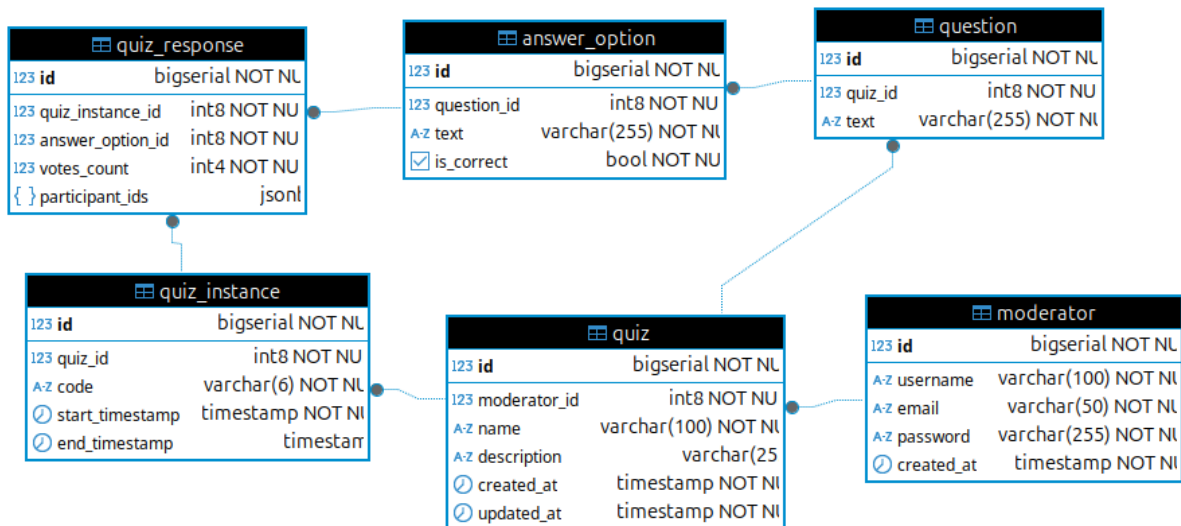 quiz_response
123 id bigserial NOT NU
123 quiz_instance_id int8 NOT NU
123 answer_option_id int8 NOT NU
123 votes_count int4 NOT NU
{ } participant_ids jsonl
answer_option
123 id bigserial NOT NU
123 question_id int8 NOT NU
A-Z text varchar(255) NOT NU
is_correct bool NOT NU
question
123 id bigserial NOT NU
123 quiz_id int8 NOT NU
A-Z text varchar(255) NOT NU
quiz_instance
123 id bigserial NOT NU
123 quiz_id int8 NOT NU
A-Z code varchar(6) NOT NU
start_timestamp timestamp NOT NU
end_timestamp timestam
quiz
123 id bigserial NOT NU
123 moderator_id int8 NOT NU
A-Z name varchar(100) NOT NU
A-Z description varchar(25
created_at timestamp NOT NU
updated_at timestamp NOT NU
moderator
123 id bigserial NOT NU
A-Z username varchar(100) NOT NU
A-Z email varchar(50) NOT NU
A-Z password varchar(255) NOT NU
created_at timestamp NOT NU